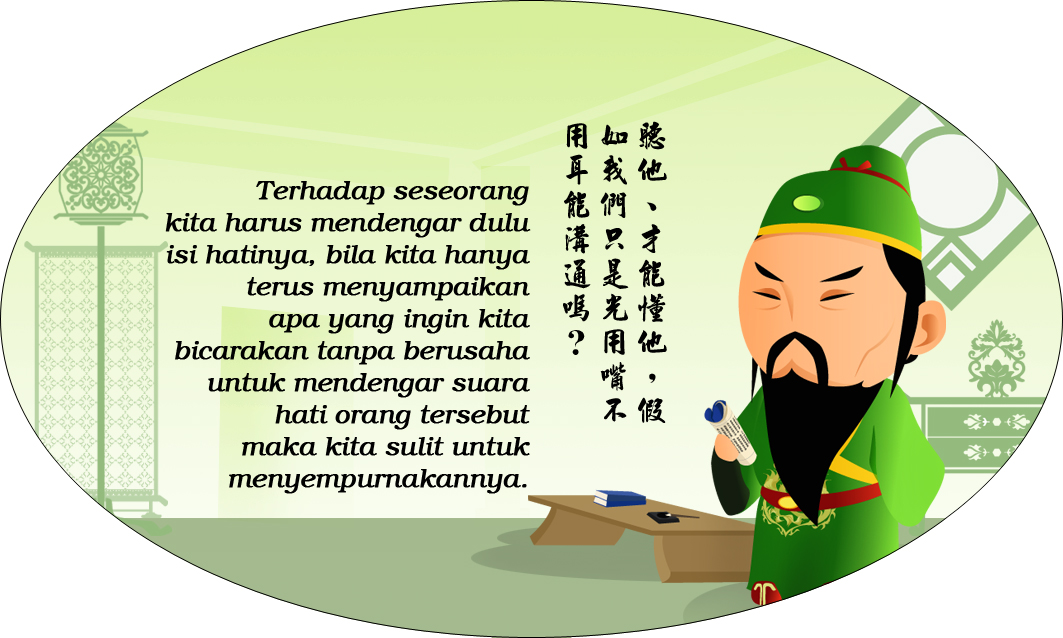 Terhadap seseorang
kita harus mendengar dulu
isi hatinya, bila kita hanya
terus menyampaikan
apa yang ingin kita
bicarakan tanpa berusaha
untuk mendengar suara
hati orang tersebut
maka kita sulit untuk
menyempurnakannya.
聽他、才能懂他，假
如我們只是光用嘴不
用耳能溝通嗎？